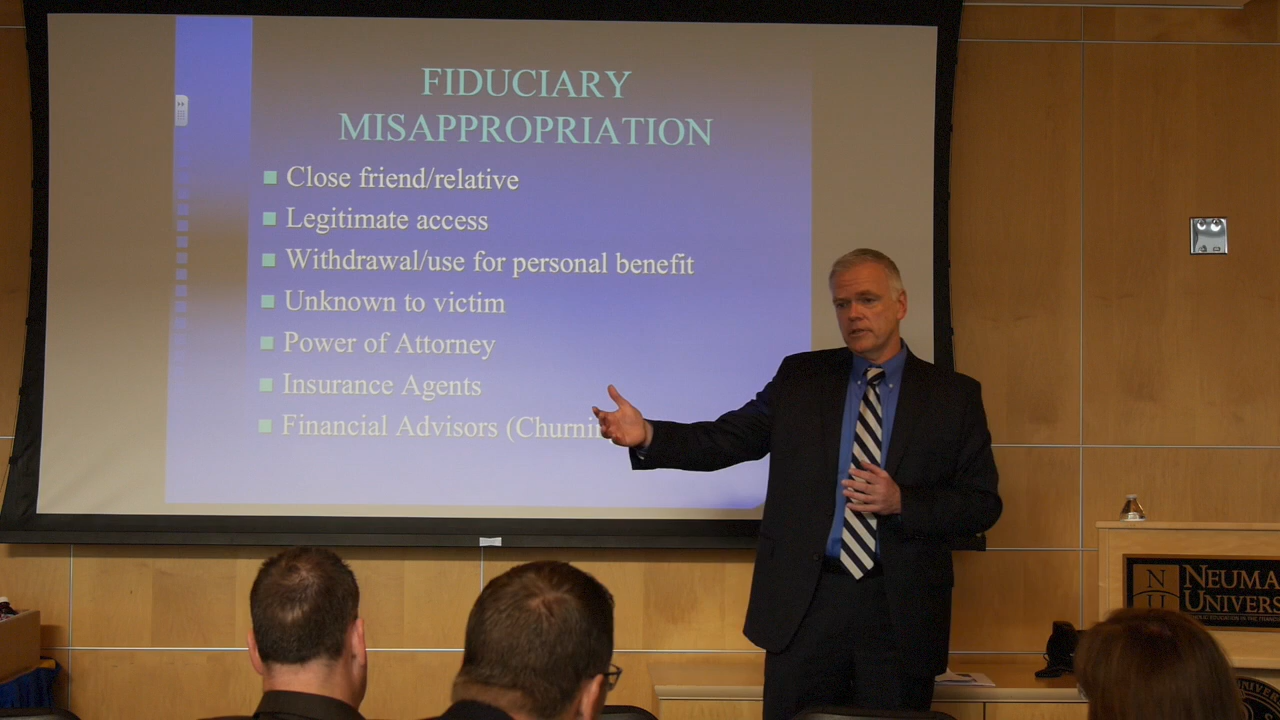 FIDUCIARY
MISAPPROPRIATION
Close friend/relative
Legitimate access
Withdrawal/use for personal benefit
Unknown to victim
Power of Attorney
Insurance Agents
Financial Advisors (Churni
NU
NEUMA
UNIVERS